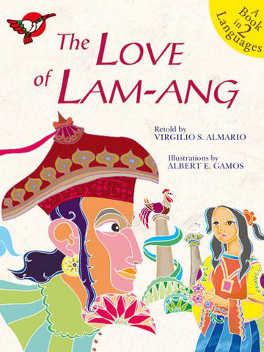 A Book
in 2
Languages
The LOVE
of LAM-ANG
Retold by
VIRGILIO S. ALMARIO
Illustrations by
ALBERT E. GAMOS